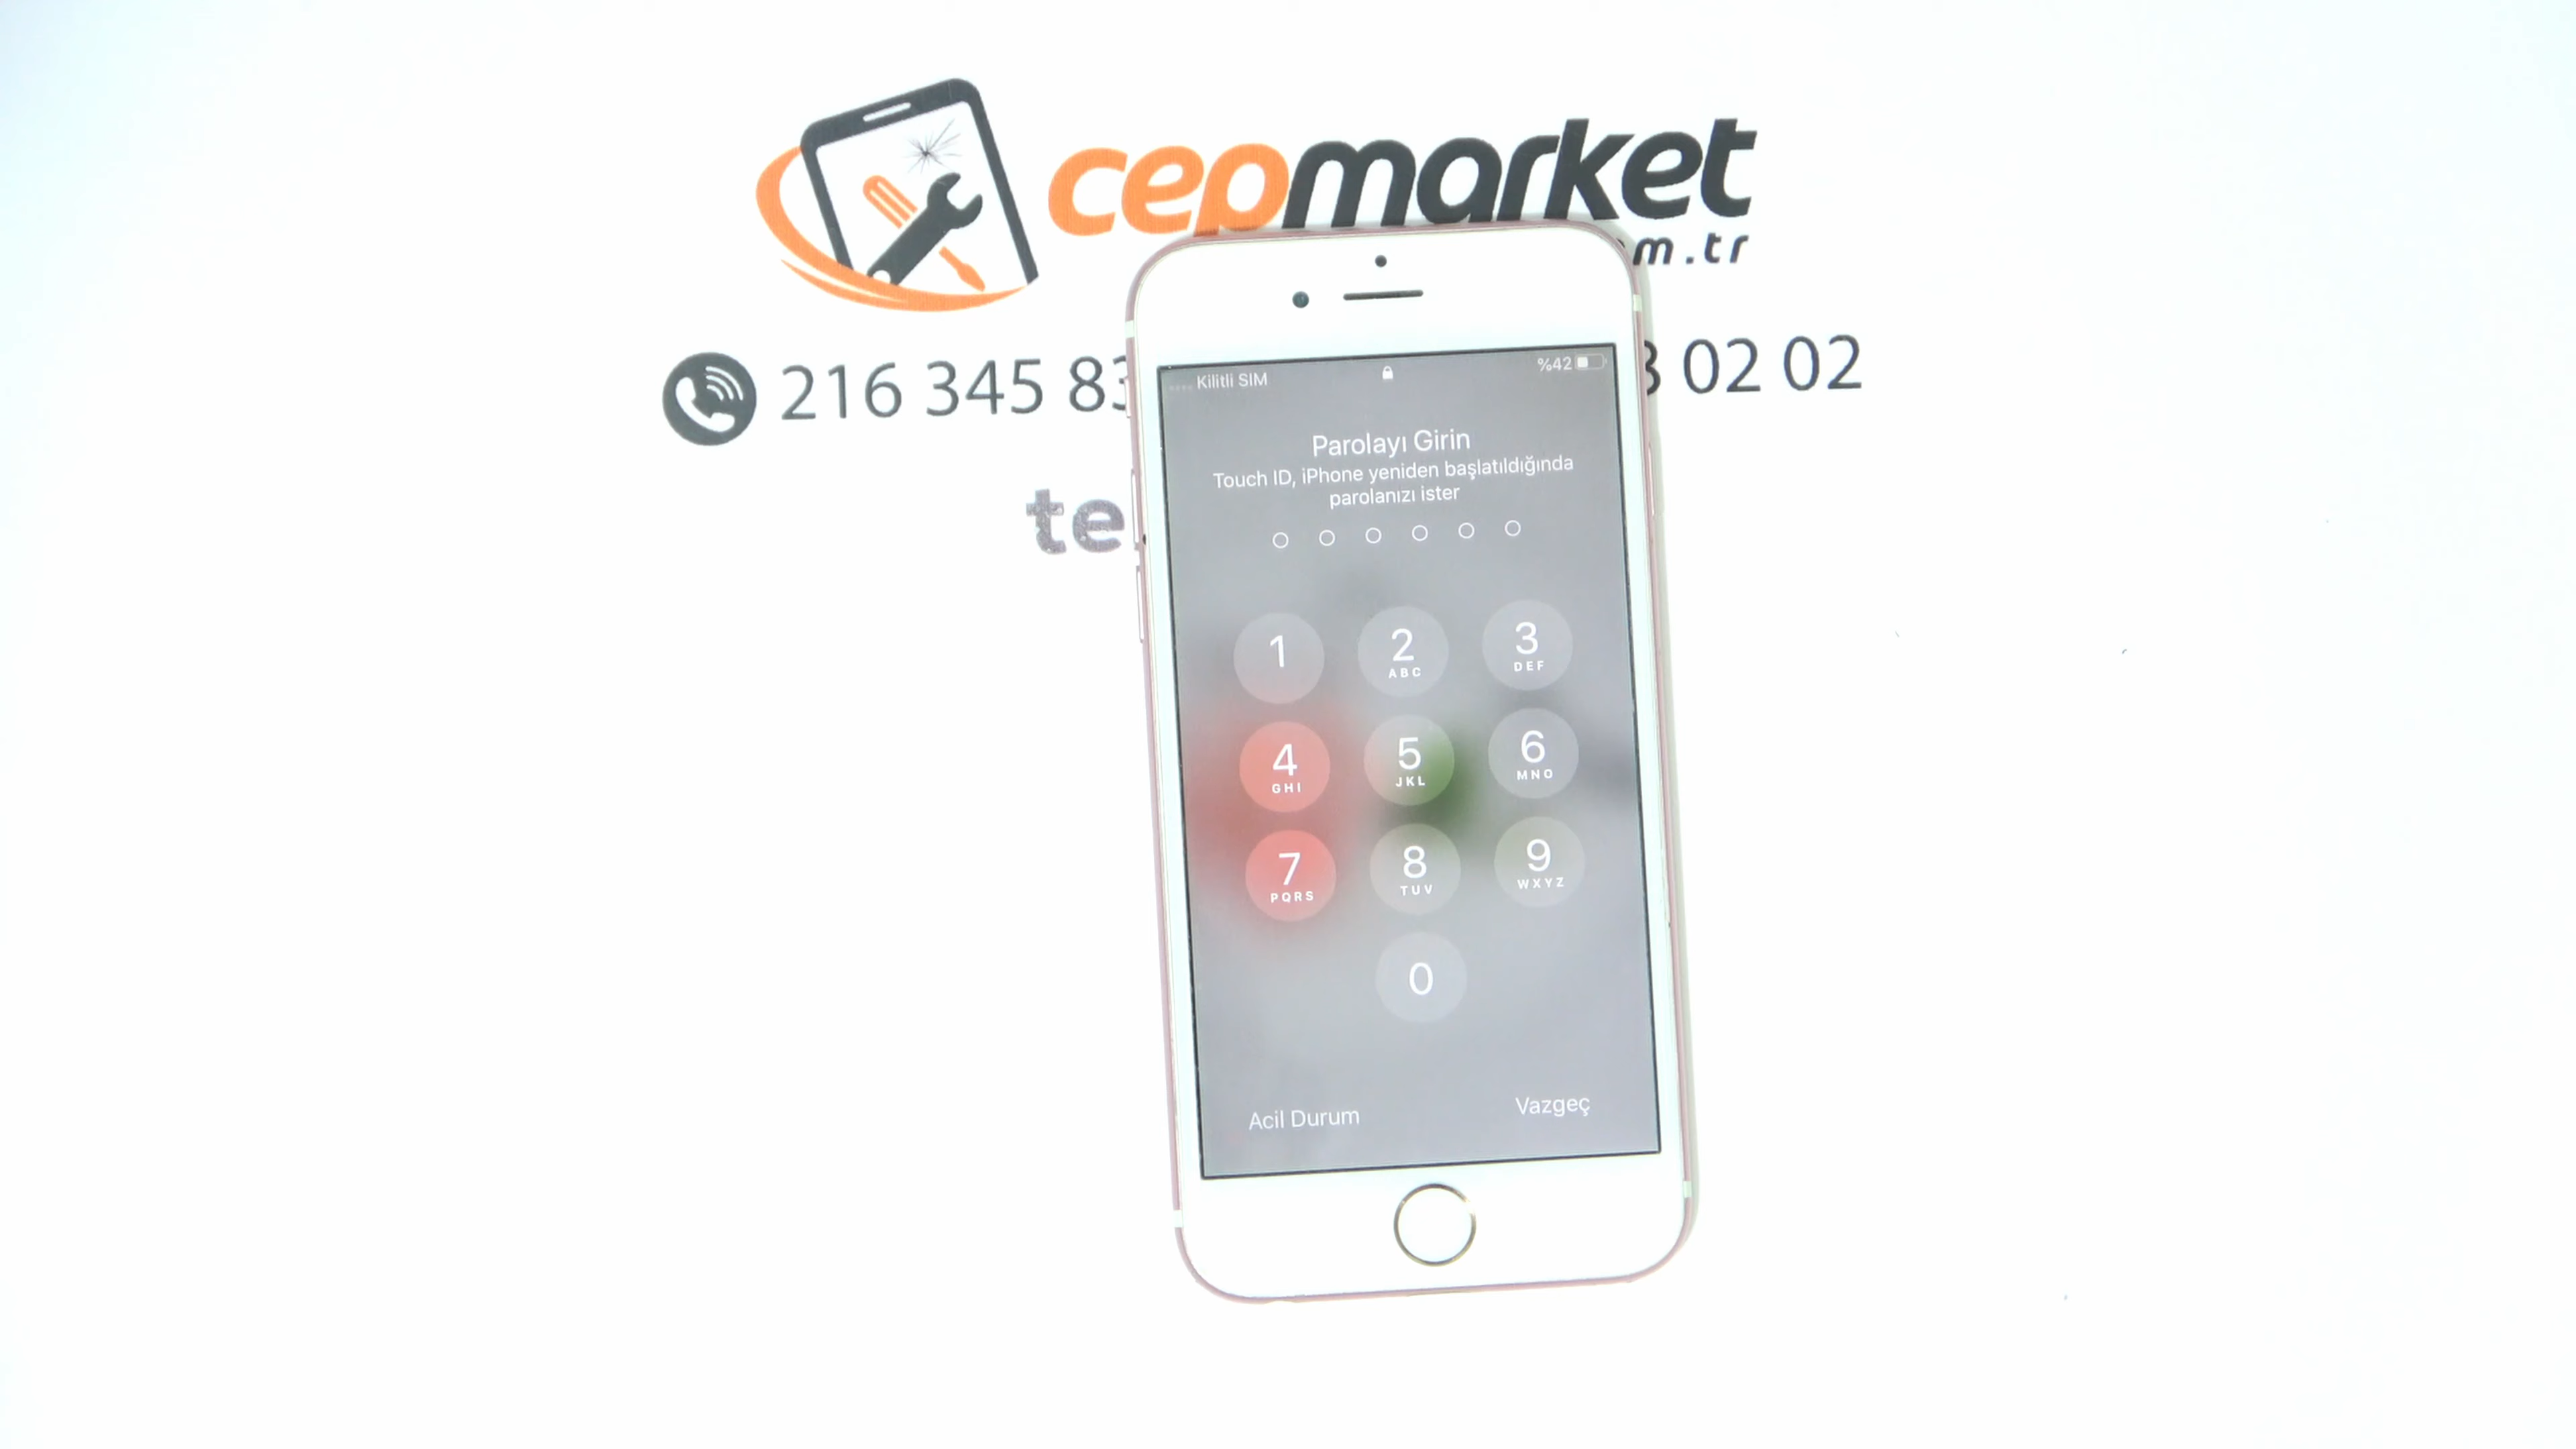 cepmarket
m.tr
216 345 83
02 02
Kilitli SIM
%42
Parolayı Girin
Touch ID, iPhone yeniden başlatıldığında
parolanızı ister
1
2
ABC
3
DEF
4
GHI
5
JKL
6
MNO
7
PQRS
8
TUV
9
WXYZ
0
Acil Durum
Vazgeç